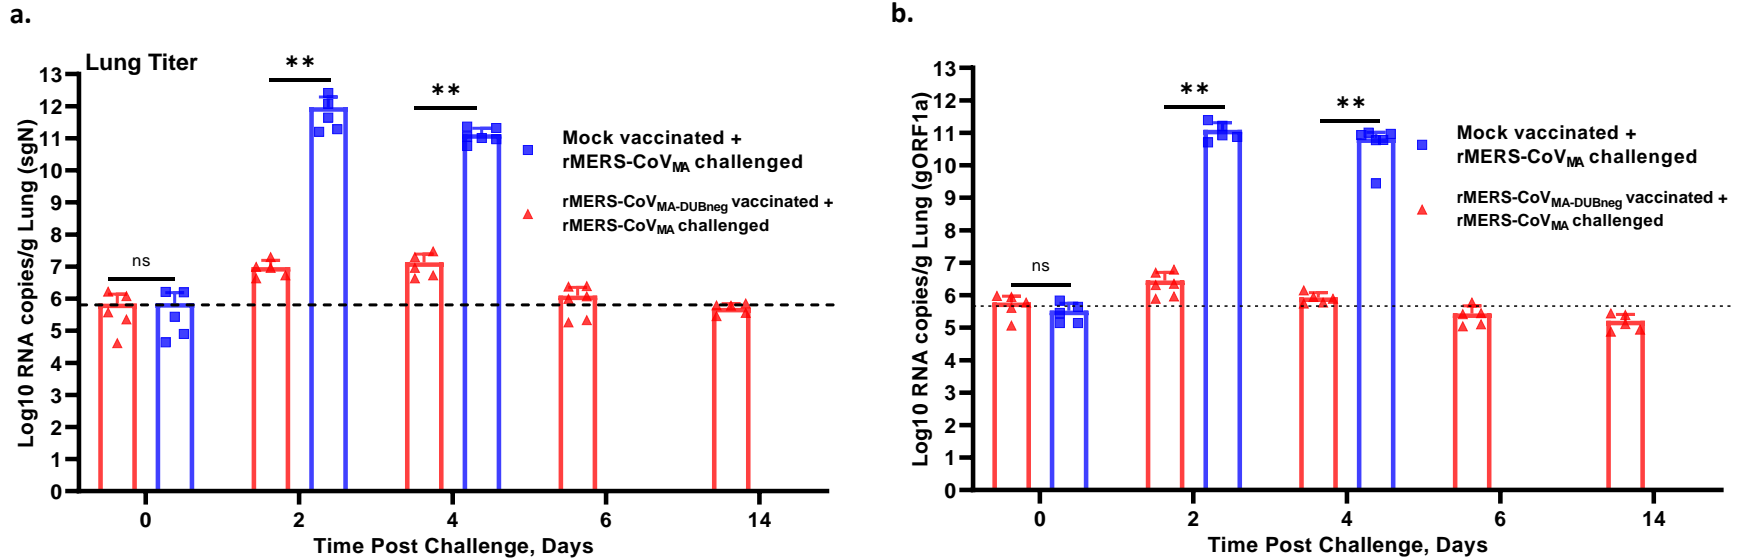 a.
Lung Titer
Log10 RNA copies/g Lung (sgN)
13
12
11
10
9
8
7
6
5
4
3
2
1
0
ns
**
**
Mock vaccinated +
rMERS-CoVMA challenged
rMERS-CoVMA-DUBneg vaccinated +
rMERS-CoVMA challenged
0 2 4 6 14
Time Post Challenge, Days
b.
Log10 RNA copies/g Lung (gORF1a)
13
12
11
10
9
8
7
6
5
4
3
2
1
0
ns
**
**
Mock vaccinated +
rMERS-CoVMA challenged
rMERS-CoVMA-DUBneg vaccinated +
rMERS-CoVMA challenged
0 2 4 6 14
Time Post Challenge, Days